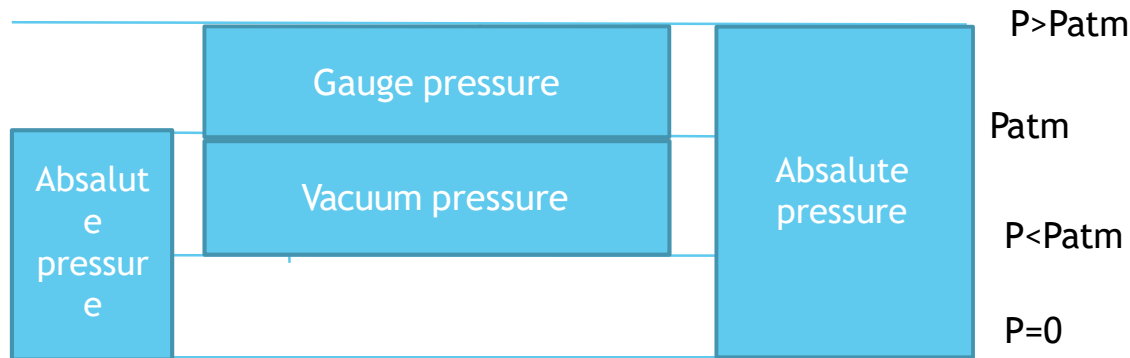 P>Patm
Gauge pressure
Patm
Absalut
e
pressur
e
Vacuum pressure
Absalute
pressure
P<Patm
P=0